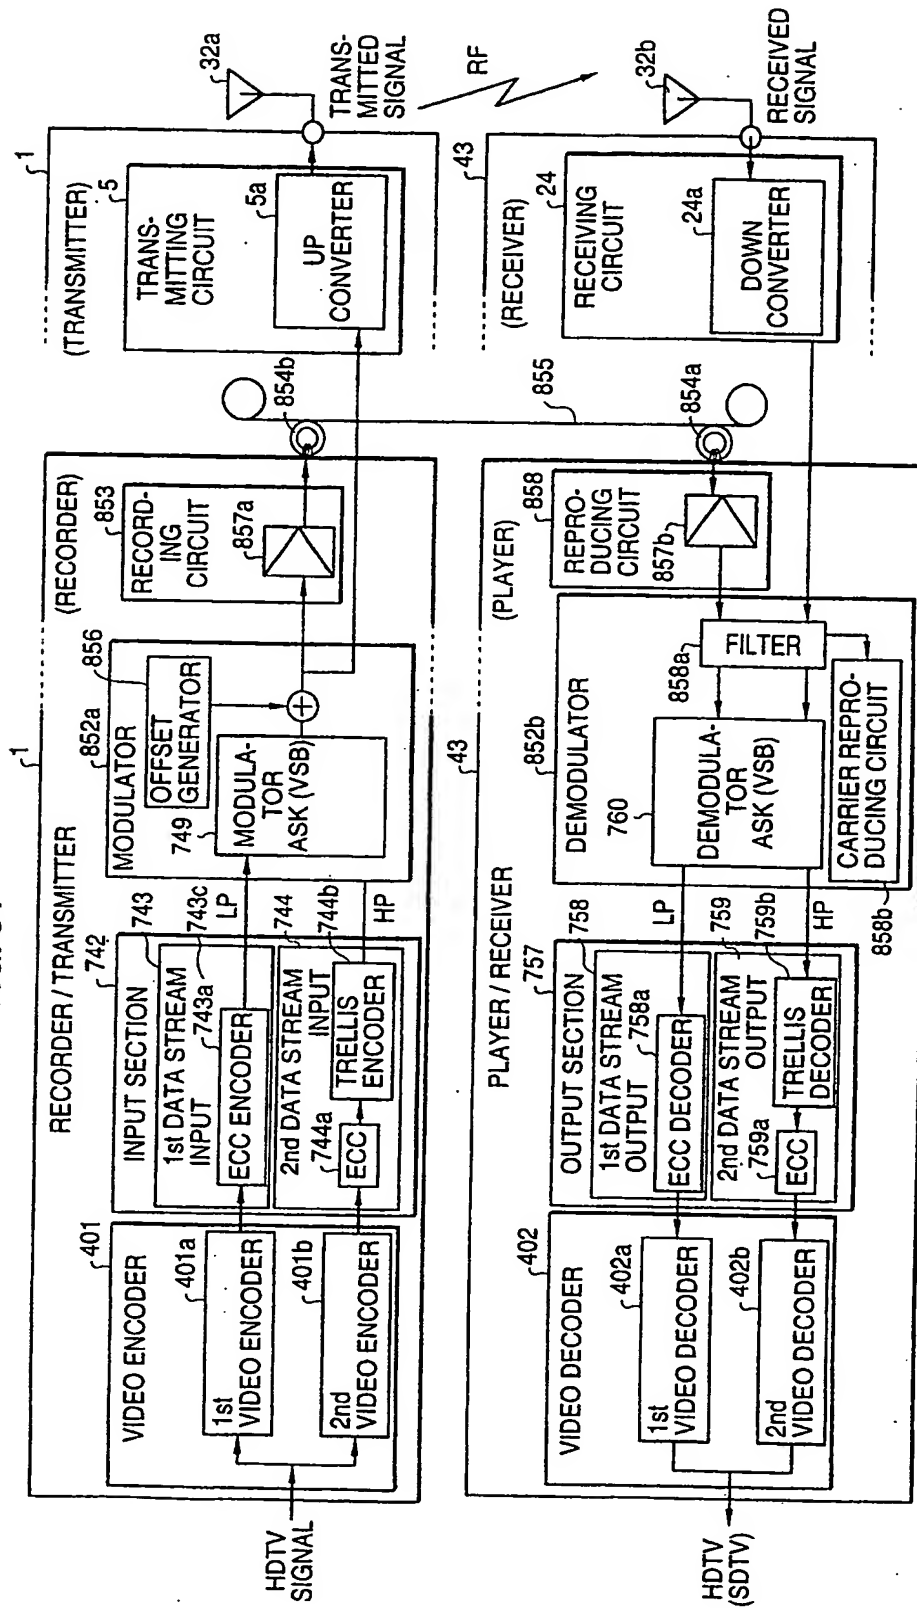 1
RECORDER / TRANSMITTER
(RECORDER)
(TRANSMITTER)
1
HDTV
SIGNAL
401
VIDEO ENCODER
401a
1st
VIDEO ENCODER
401b
2nd
VIDEO ENCODER
742
INPUT SECTION
743
1st DATA STREAM
INPUT
743c
743a
ECC ENCODER
LP
744
2nd DATA STREAM
INPUT
744a
744b
ECC
TRELLIS
ENCODER
HP
852a
MODULATOR
856
OFFSET
GENERATOR
749
MODULA-
TOR
ASK (VSB)
853
RECORD-
ING
CIRCUIT
857a
854b
5
TRANS-
MITTING
CIRCUIT
5a
UP
CONVERTER
32a
TRANS-
MITTED
SIGNAL
RF
855
43
PLAYER / RECEIVER
(PLAYER)
(RECEIVER)
43
HDTV
(SDTV)
402
VIDEO DECODER
402a
1st
VIDEO DECODER
402b
2nd
VIDEO DECODER
757
OUTPUT SECTION
758
1st DATA STREAM
OUTPUT
758a
ECC DECODER
LP
759
2nd DATA STREAM
OUTPUT
759a
759b
ECC
TRELLIS
DECODER
HP
852b
DEMODULATOR
760
DEMODULA-
TOR
ASK (VSB)
858a
FILTER
CARRIER REPRO-
DUCING CIRCUIT
858b
858
REPRO-
DUCING
CIRCUIT
857b
854a
24
RECEIVING
CIRCUIT
24a
DOWN
CONVERTER
32b
RECEIVED
SIGNAL